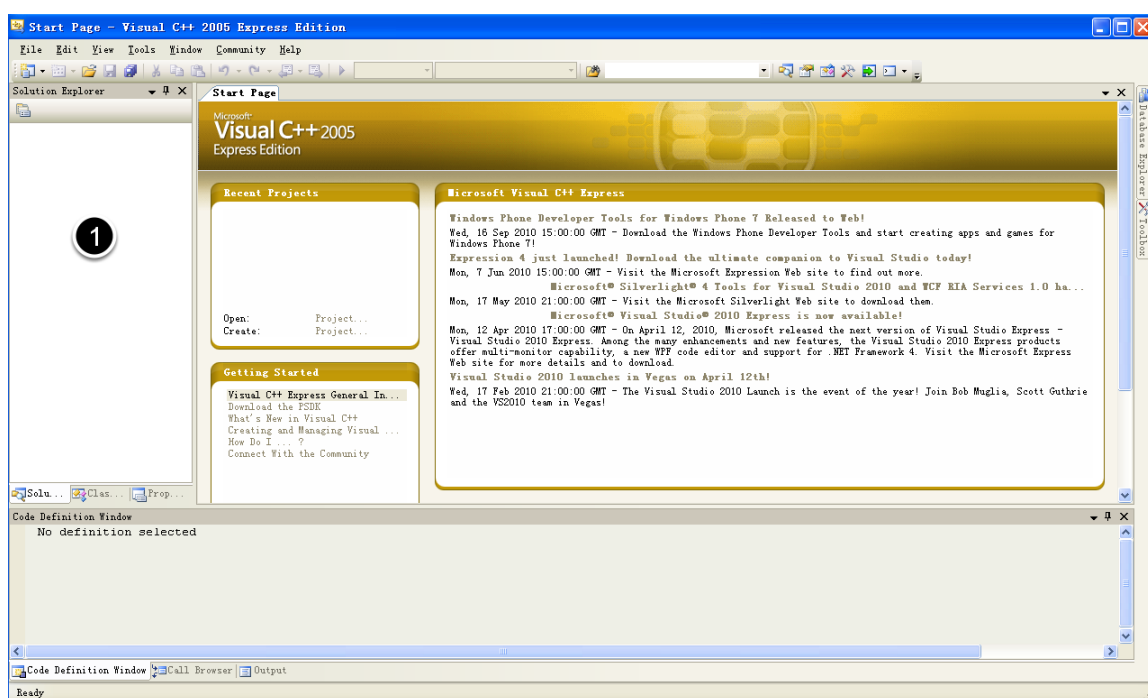 Start Page - Visual C++ 2005 Express Edition
File Edit View Tools Window Community Help
Solution Explorer
Start Page
Microsoft
Visual C++ 2005
Express Edition
1
Recent Projects
Open: Project...
Create: Project...
Getting Started
Visual C++ Express General In...
Download the PSDK
What's New in Visual C++
Creating and Managing Visual ...
How Do I ... ?
Connect With the Community
Microsoft Visual C++ Express
Windows Phone Developer Tools for Windows Phone 7 Released to Web!
Wed, 16 Sep 2010 15:00:00 GMT - Download the Windows Phone Developer Tools and start creating apps and games for
Windows Phone 7!
Expression 4 just launched! Download the ultimate companion to Visual Studio today!
Mon, 7 Jun 2010 15:00:00 GMT - Visit the Microsoft Expression Web site to find out more.
Microsoft® Silverlight® 4 Tools for Visual Studio 2010 and WCF RIA Services 1.0 ha...
Mon, 17 May 2010 21:00:00 GMT - Visit the Microsoft Silverlight Web site to download them.
Microsoft® Visual Studio® 2010 Express is now available!
Mon, 12 Apr 2010 17:00:00 GMT - On April 12, 2010, Microsoft released the next version of Visual Studio Express -
Visual Studio 2010 Express. Among the many enhancements and new features, the Visual Studio 2010 Express products
offer multi-monitor capability, a new WPF code editor and support for .NET Framework 4. Visit the Microsoft Express
Web site for more details and to download.
Visual Studio 2010 launches in Vegas on April 12th!
Wed, 17 Feb 2010 21:00:00 GMT - The Visual Studio 2010 Launch is the event of the year! Join Bob Muglia, Scott Guthrie
and the VS2010 team in Vegas!
Database Explorer
Toolbox
Solu... Clas... Prop...
Code Definition Window
No definition selected
Code Definition Window Call Browser Output
Ready